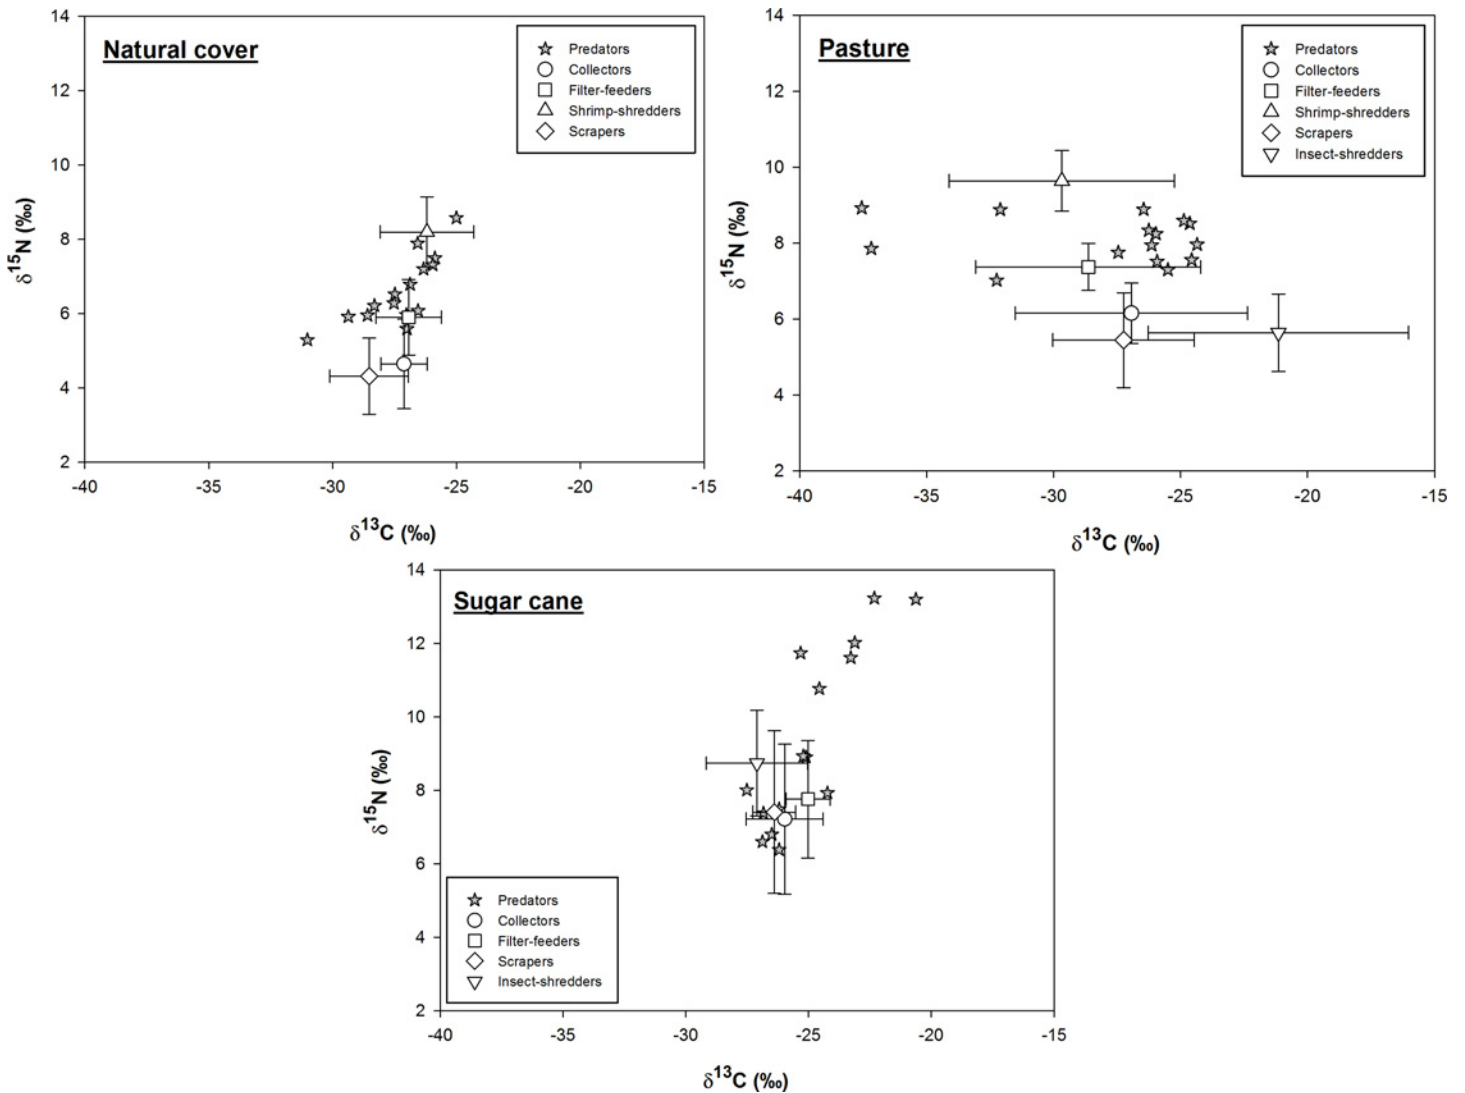 Natural cover
Predators
Collectors
Filter-feeders
Shrimp-shredders
Scrapers
14
12
10
8
6
4
2
δ15N (‰)
-40 -35 -30 -25 -20 -15
δ13C (‰)
Pasture
Predators
Collectors
Filter-feeders
Shrimp-shredders
Scrapers
Insect-shredders
14
12
10
8
6
4
2
δ15N (‰)
-40 -35 -30 -25 -20 -15
δ13C (‰)
Sugar cane
14
12
10
8
6
4
2
δ15N (‰)
Predators
Collectors
Filter-feeders
Scrapers
Insect-shredders
-40 -35 -30 -25 -20 -15
δ13C (‰)